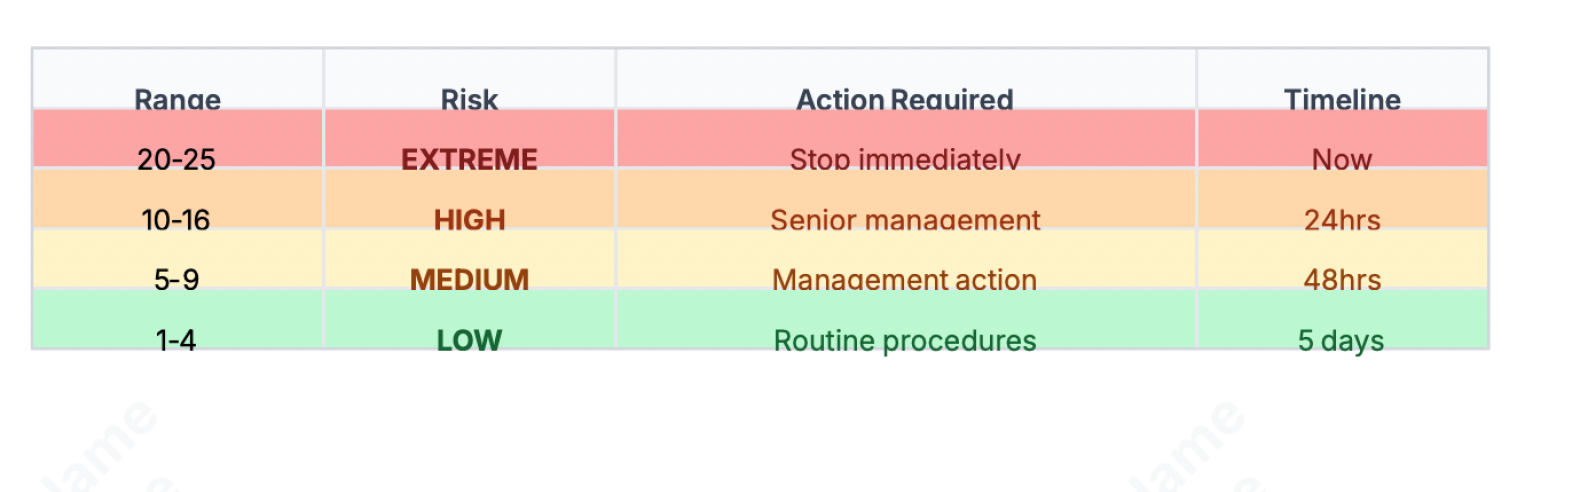 Range Risk Action Required Timeline
20-25 EXTREME Stop immediately Now
10-16 HIGH Senior management 24hrs
5-9 MEDIUM Management action 48hrs
1-4 LOW Routine procedures 5 days